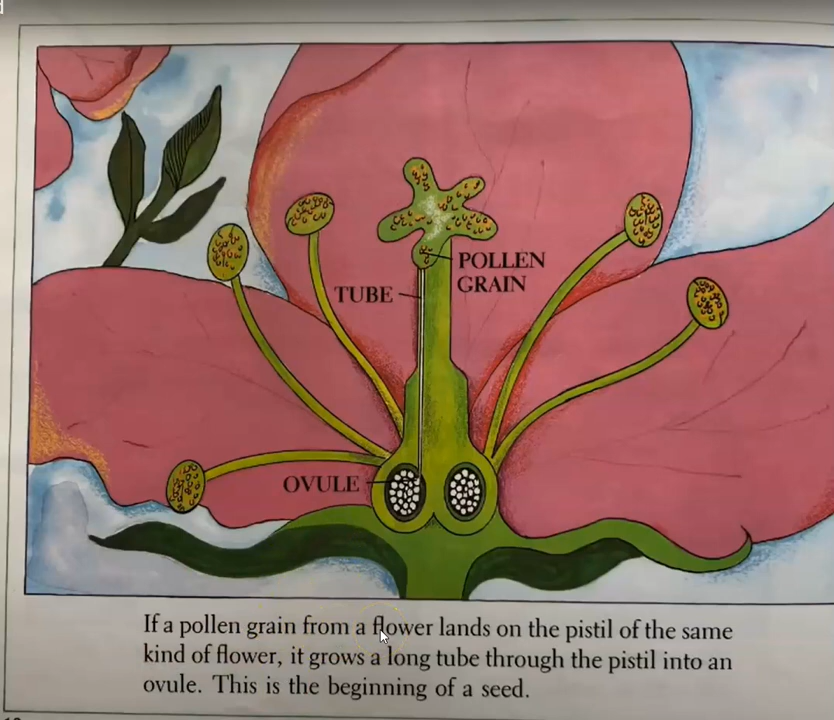 POLLEN
GRAIN
TUBE
OVULE
If a pollen grain from a flower lands on the pistil of the same
kind of flower, it grows a long tube through the pistil into an
ovule. This is the beginning of a seed.